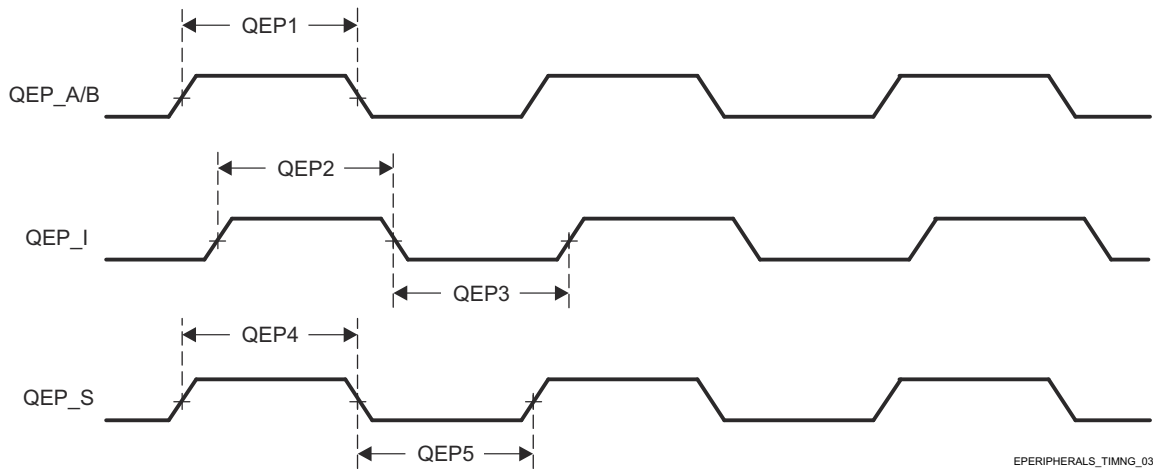 QEP1
QEP_A/B
QEP2
QEP_I
QEP3
QEP4
QEP_S
QEP5
EPERIPHERALS_TIMNG_03